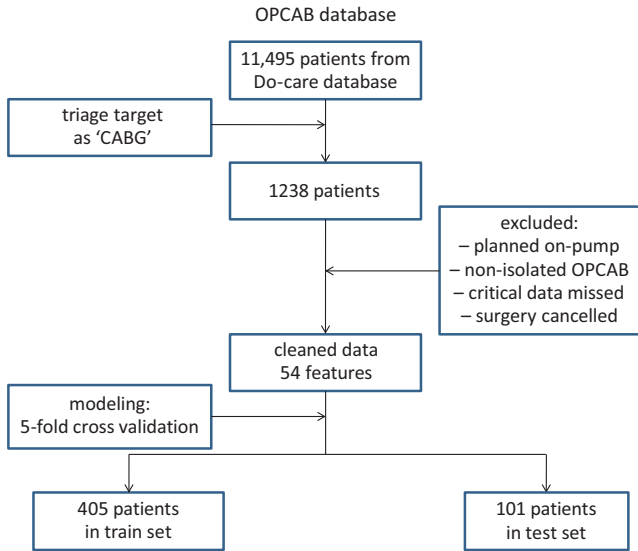 OPCAB database
11,495 patients from
Do-care database
triage target
as ‘CABG’
1238 patients
excluded:
– planned on-pump
– non-isolated OPCAB
– critical data missed
– surgery cancelled
cleaned data
54 features
modeling:
5-fold cross validation
405 patients
in train set
101 patients
in test set